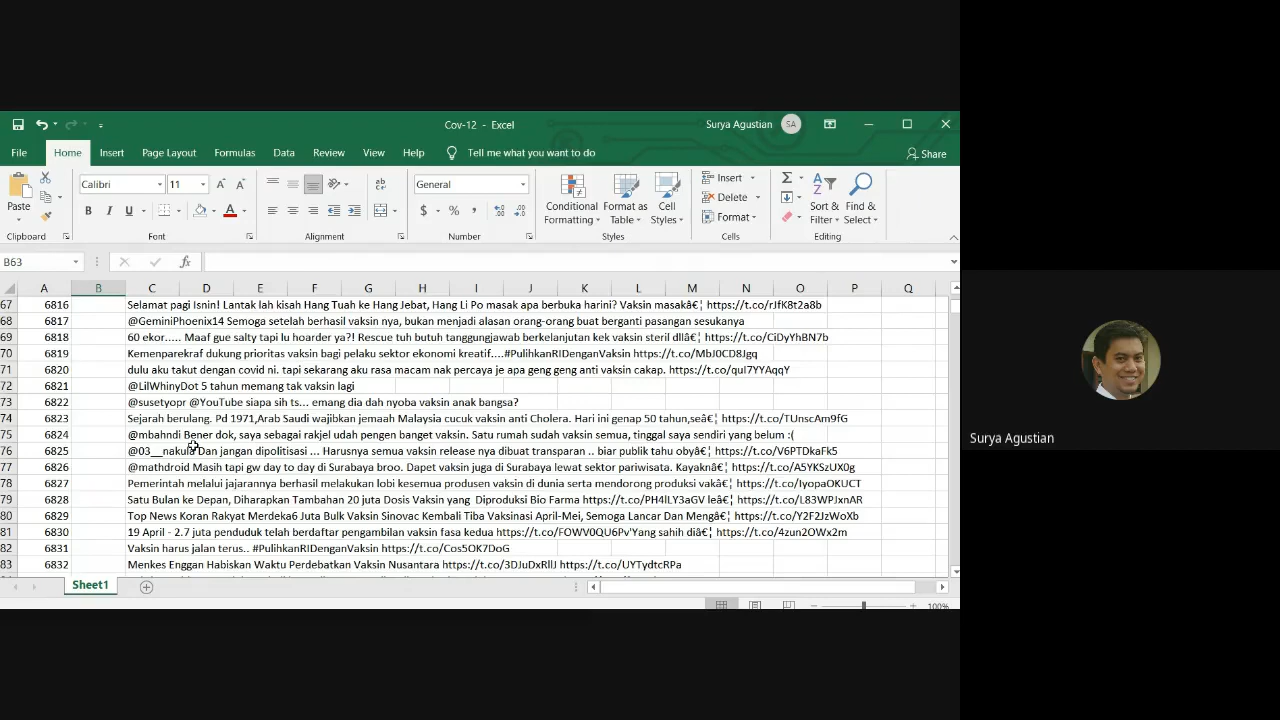 Cov-12 - Excel
Surya Agustian
SA
File Home Insert Page Layout Formulas Data Review View Help Tell me what you want to do
Share
Paste
Calibri 11
General
Conditional Formatting
Format as Table
Cell Styles
Insert
Delete
Format
Sort & Filter
Find & Select
Clipboard Font Alignment Number Styles Cells Editing
B63
A B C D E F G H I J K L M N O P Q
67 6816 Selamat pagi Isnin! Lantak lah kisah Hang Tuah ke Hang Jebat, Hang Li Po masak apa berbuka harini? Vaksin masakâ€¦ https://t.co/rJfK8t2a8b
68 6817 @GeminiPhoenix14 Semoga setelah berhasil vaksin nya, bukan menjadi alasan orang-orang buat berganti pasangan sesukanya
69 6818 60 ekor..... Maaf gue salty tapi lu hoarder ya?! Rescue tuh butuh tanggungjawab berkelanjutan kek vaksin steril dllâ€¦ https://t.co/CiDyYhBN7b
70 6819 Kemenparekraf dukung prioritas vaksin bagi pelaku sektor ekonomi kreatif....#PulihkanRIDenganVaksin https://t.co/MbJ0CD8Jgq
71 6820 dulu aku takut dengan covid ni. tapi sekarang aku rasa macam nak percaya je apa geng geng anti vaksin cakap. https://t.co/quI7YYAqqY
72 6821 @LilWhinyDot 5 tahun memang tak vaksin lagi
73 6822 @susetyopr @YouTube siapa sih ts... emang dia dah nyoba vaksin anak bangsa?
74 6823 Sejarah berulang. Pd 1971,Arab Saudi wajibkan jemaah Malaysia cucuk vaksin anti Cholera. Hari ini genap 50 tahun,seâ€¦ https://t.co/TUnscAm9fG
75 6824 @mbahndi Bener dok, saya sebagai rakjel udah pengen banget vaksin. Satu rumah sudah vaksin semua, tinggal saya sendiri yang belum :(
76 6825 @03__nakula Dan jangan dipolitisasi ... Harusnya semua vaksin release nya dibuat transparan .. biar publik tahu obyâ€¦ https://t.co/V6PTDkaFk5
77 6826 @mathdroid Masih tapi gw day to day di Surabaya broo. Dapet vaksin juga di Surabaya lewat sektor pariwisata. Kayaknâ€¦ https://t.co/A5YKSzUX0g
78 6827 Pemerintah melalui jajarannya berhasil melakukan lobi kesemua produsen vaksin di dunia serta mendorong produksi vakâ€¦ https://t.co/IyopaOKUCT
79 6828 Satu Bulan ke Depan, Diharapkan Tambahan 20 juta Dosis Vaksin yang Diproduksi Bio Farma https://t.co/PH4lLY3aGV leâ€¦ https://t.co/L83WPJxnAR
80 6829 Top News Koran Rakyat Merdeka6 Juta Bulk Vaksin Sinovac Kembali Tiba Vaksinasi April-Mei, Semoga Lancar Dan Mengâ€¦ https://t.co/Y2F2JzWoXb
81 6830 19 April - 2.7 juta penduduk telah berdaftar pengambilan vaksin fasa kedua https://t.co/FOWV0QU6Pv'Yang sahih diâ€¦ https://t.co/4zun2OWx2m
82 6831 Vaksin harus jalan terus.. #PulihkanRIDenganVaksin https://t.co/Cos5OK7DoG
83 6832 Menkes Enggan Habiskan Waktu Perdebatkan Vaksin Nusantara https://t.co/3DJuDxRllJ https://t.co/UYTydtcRPa
Sheet1
100%
Surya Agustian